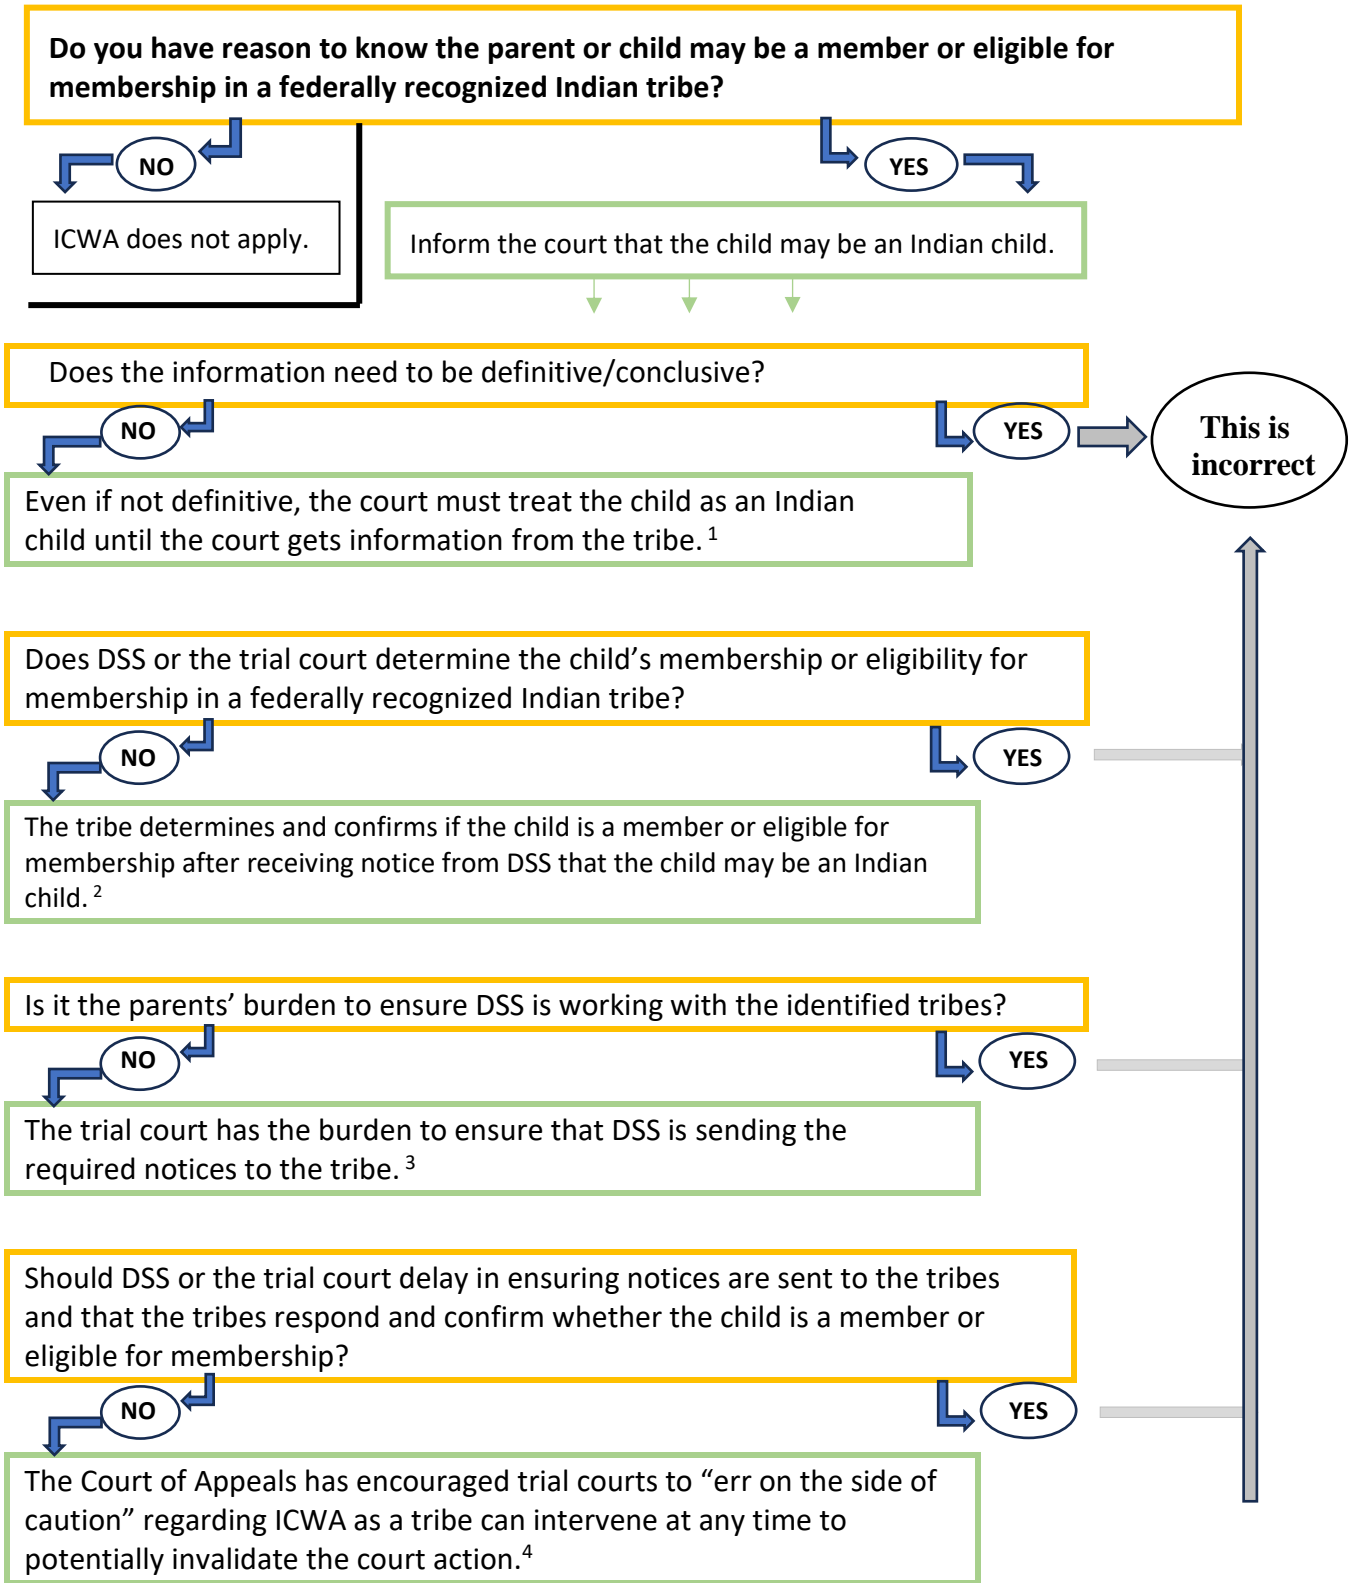 Do you have reason to know the parent or child may be a member or eligible for
membership in a federally recognized Indian tribe?
NO
YES
ICWA does not apply.
Inform the court that the child may be an Indian child.
Does the information need to be definitive/conclusive?
NO
YES
This is
incorrect
Even if not definitive, the court must treat the child as an Indian
child until the court gets information from the tribe. 1
Does DSS or the trial court determine the child’s membership or eligibility for
membership in a federally recognized Indian tribe?
NO
YES
The tribe determines and confirms if the child is a member or eligible for
membership after receiving notice from DSS that the child may be an Indian
child. 2
Is it the parents’ burden to ensure DSS is working with the identified tribes?
NO
YES
The trial court has the burden to ensure that DSS is sending the
required notices to the tribe. 3
Should DSS or the trial court delay in ensuring notices are sent to the tribes
and that the tribes respond and confirm whether the child is a member or
eligible for membership?
NO
YES
The Court of Appeals has encouraged trial courts to “err on the side of
caution” regarding ICWA as a tribe can intervene at any time to
potentially invalidate the court action.4